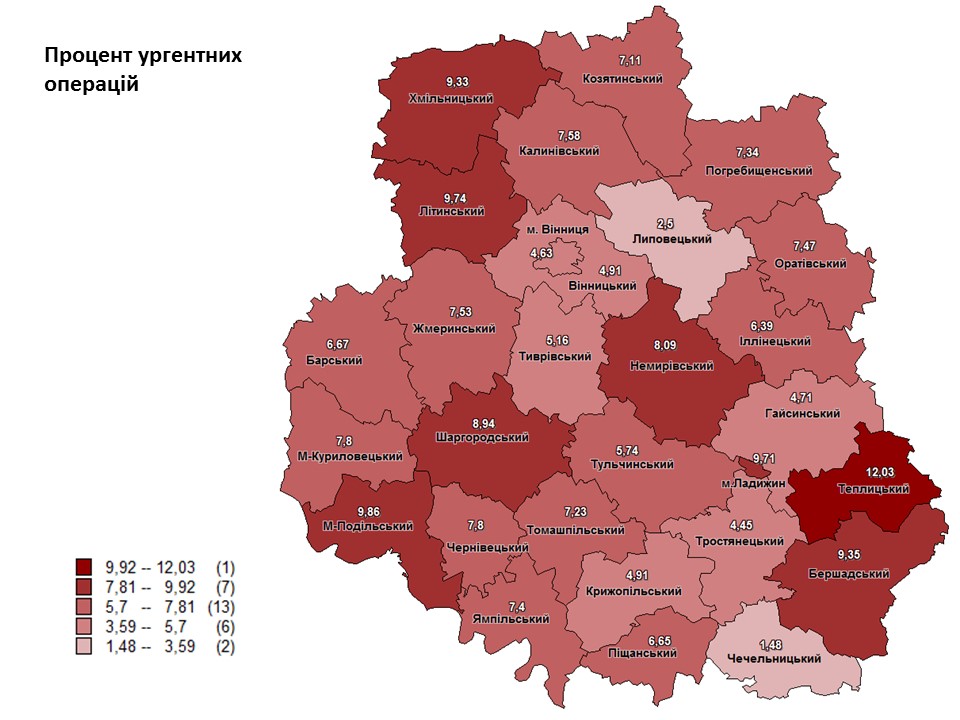 Процент ургентних
операцій
7,11
Козятинський
9,33
Хмільницький
7,58
Калинівський
7,34
Погребищенський
9,74
Літинський
2,5
Липовецький
м. Вінниця
4,63
4,91
Вінницький
7,47
Оратівський
7,53
Жмеринський
6,39
Іллінецький
6,67
Барський
5,16
Тиврівський
8,09
Немирівський
4,71
Гайсинський
8,94
Шаргородський
7,8
М-Куриловецький
5,74
Тульчинський
9,71
м.Ладижин
12,03
Теплицький
9,86
М-Подільський
7,8
Чернівецький
7,23
Томашпільський
4,45
Тростянецький
9,35
Бершадський
4,91
Крижопільський
7,4
Ямпільський
6,65
Піщанський
1,48
Чечельницький
9,92 -- 12,03 (1)
7,81 -- 9,92 (7)
5,7 -- 7,81 (13)
3,59 -- 5,7 (6)
1,48 -- 3,59 (2)